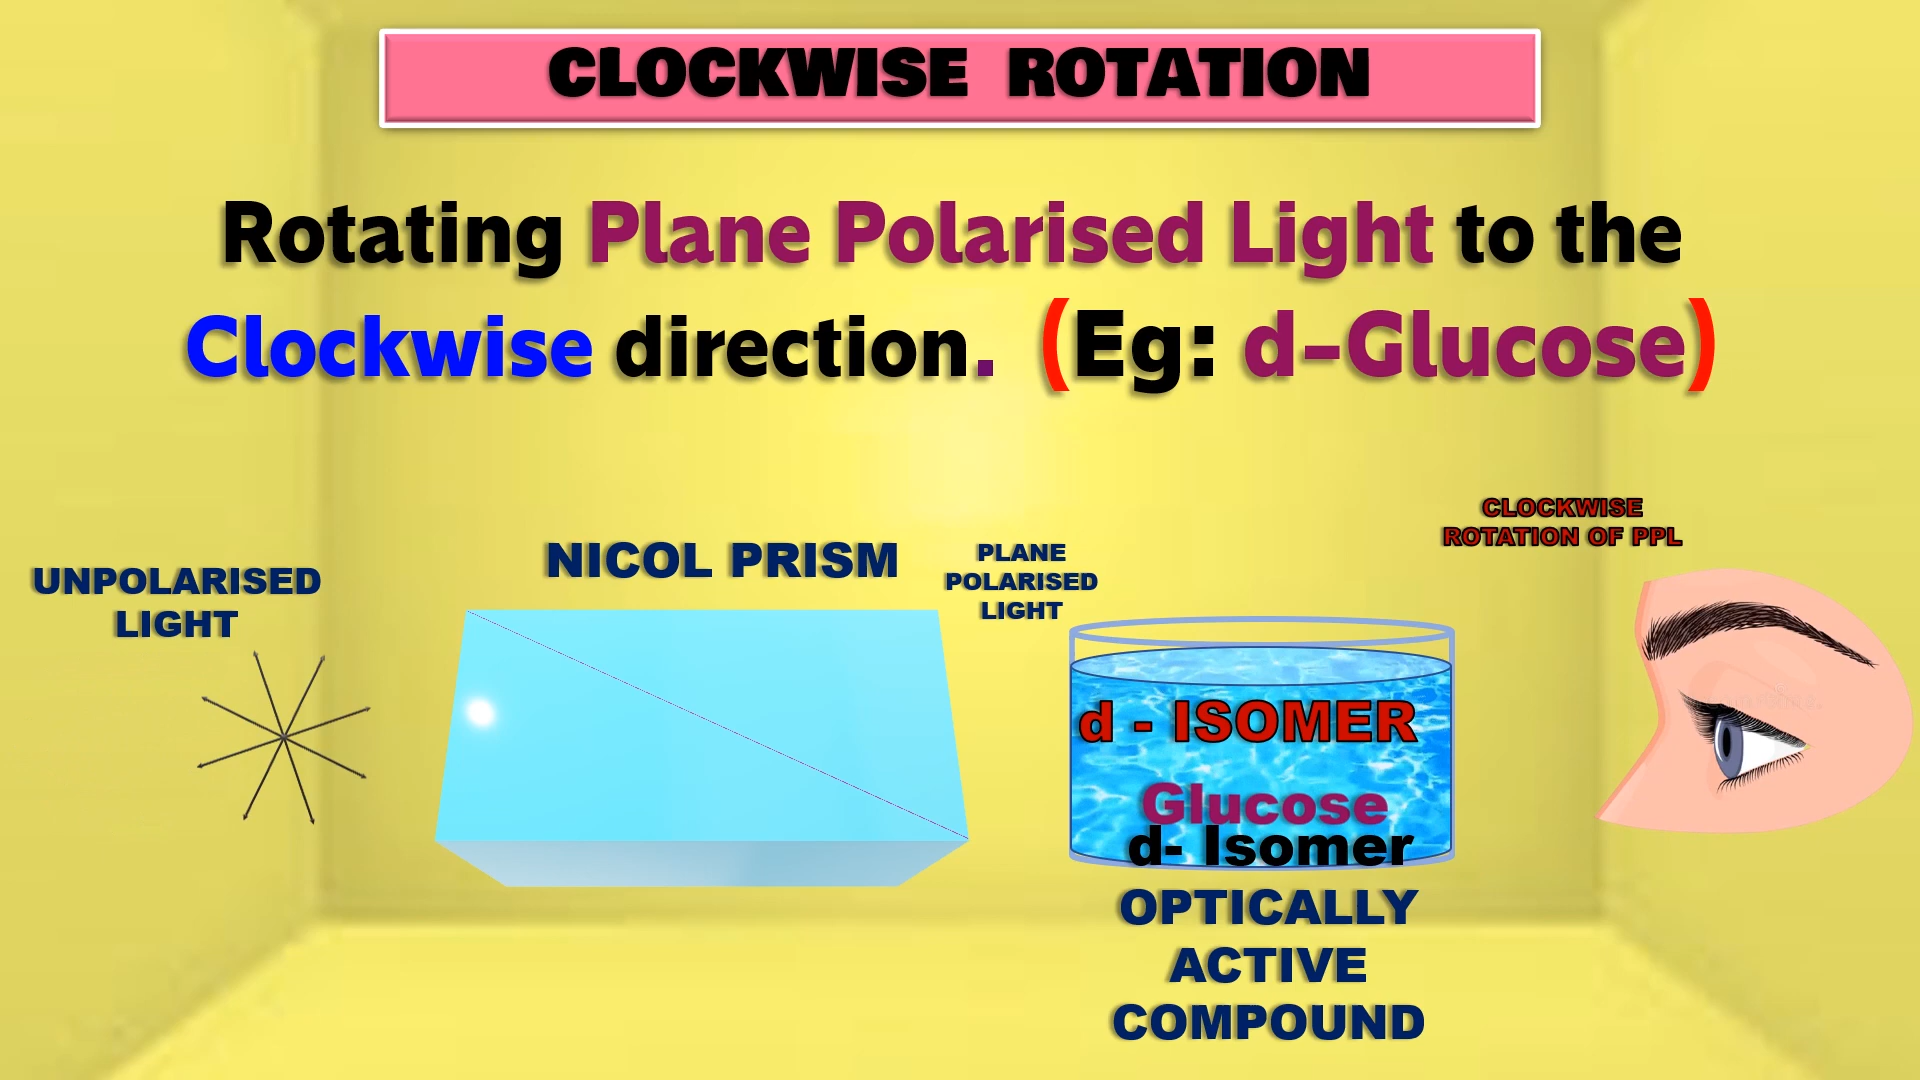 CLOCKWISE ROTATION
Rotating Plane Polarised Light to the
Clockwise direction. (Eg: d-Glucose)
CLOCKWISE
ROTATION OF PPL
NICOL PRISM
PLANE
POLARISED
LIGHT
UNPOLARISED
LIGHT
d - ISOMER
Glucose
d- Isomer
OPTICALLY
ACTIVE
COMPOUND